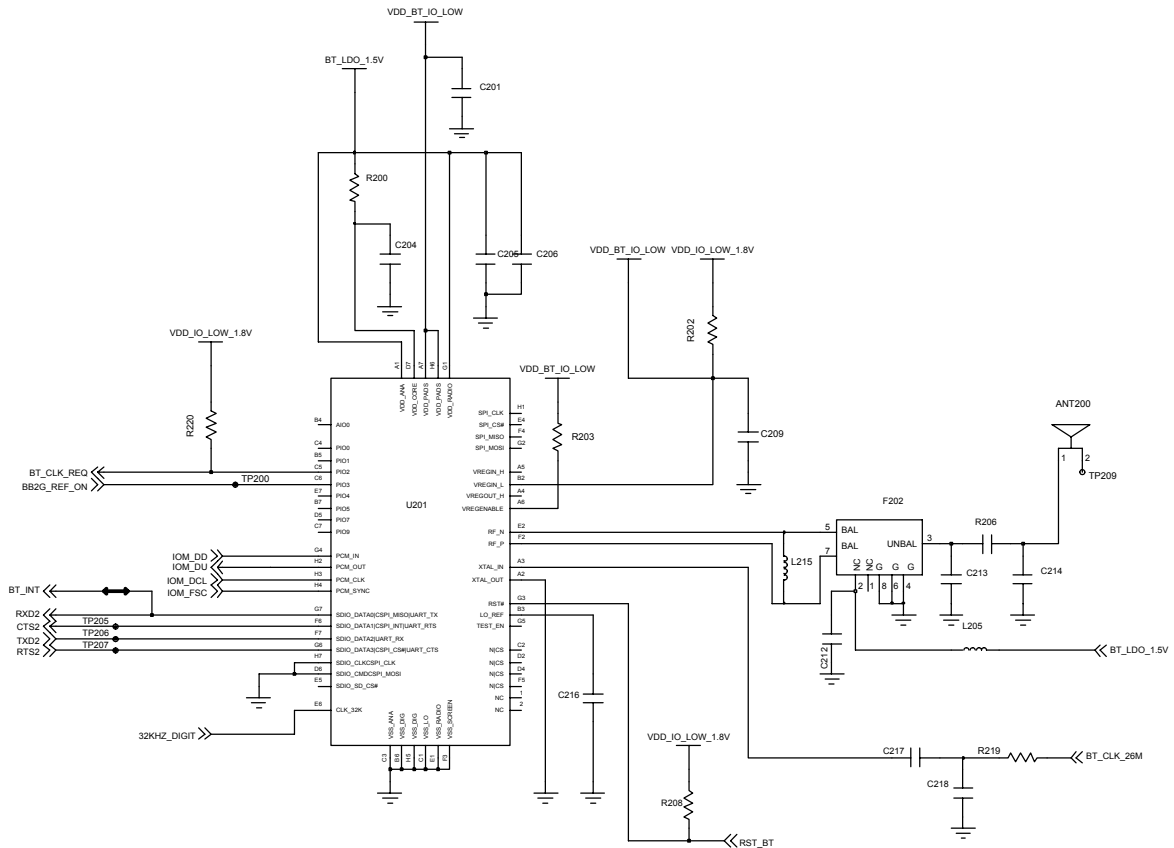 VDD_BT_IO_LOW
BT_LDO_1.5V
C201
R200
C204
C205
C206
VDD_BT_IO_LOW
VDD_IO_LOW_1.8V
R202
C209
VDD_IO_LOW_1.8V
R220
VDD_BT_IO_LOW
R203
A1
D7
A7
H6
G1
VDD_ANA
VDD_CORE
VDD_PADS
VDD_PADS
VDD_RADIO
U201
B4 AIO0
C4 PIO0
B5 PIO1
BT_CLK_REQ C5 PIO2
BB2G_REF_ON TP200 C6 PIO3
E7 PIO4
B7 PIO5
D5 PIO7
C7 PIO9
IOM_DD G4 PCM_IN
IOM_DU H2 PCM_OUT
IOM_DCL H3 PCM_CLK
IOM_FSC H4 PCM_SYNC
BT_INT
RXD2 G7 SDIO_DATA0|CSPI_MISO|UART_TX
CTS2 TP205 F6 SDIO_DATA1|CSPI_INT|UART_RTS
TXD2 TP206 F7 SDIO_DATA2|UART_RX
RTS2 TP207 G6 SDIO_DATA3|CSPI_CS#|UART_CTS
H7 SDIO_CLKCSPI_CLK
D6 SDIO_CMDCSPI_MOSI
E5 SDIO_SD_CS#
32KHZ_DIGIT E6 CLK_32K
SPI_CLK H1
SPI_CS# E4
SPI_MISO F4
SPI_MOSI G2
VREGIN_H A5
VREGIN_L B2
VREGOUT_H A4
VREGENABLE A6
RF_N E2
RF_P F2
XTAL_IN A3
XTAL_OUT A2
RST# G3
LO_REF B3
TEST_EN G5
N|CS C2
N|CS D2
N|CS D4
N|CS F5
NC 1
NC 2
VSS_ANA
VSS_DIG
VSS_DIG
VSS_LO
VSS_RADIO
VSS_SCREEN
C3
B6
H5
C1
E1
F3
ANT200
1 2
TP209
F202
5 BAL
7 BAL
UNBAL 3
NC NC G G G
2 1 8 6 4
R206
C213
C214
L215
L205
C212
BT_LDO_1.5V
C216
C217
R219
C218
BT_CLK_26M
VDD_IO_LOW_1.8V
R208
RST_BT